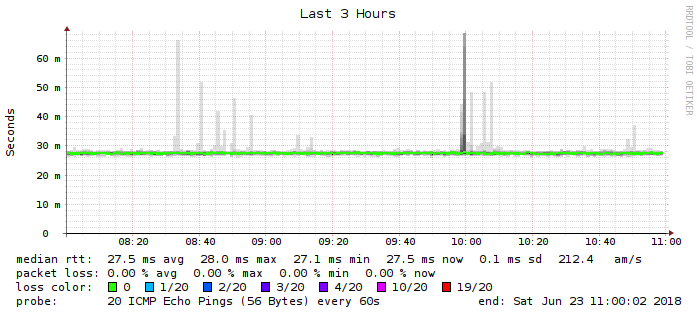 Last 3 Hours
RRDTOOL / TOBI OETIKER
Seconds
60 m
50 m
40 m
30 m
20 m
10 m
0
08:20 08:40 09:00 09:20 09:40 10:00 10:20 10:40 11:00
median rtt: 27.5 ms avg 28.0 ms max 27.1 ms min 27.5 ms now 0.1 ms sd 212.4 am/s
packet loss: 0.00 % avg 0.00 % max 0.00 % min 0.00 % now
loss color: 0 1/20 2/20 3/20 4/20 10/20 19/20
probe: 20 ICMP Echo Pings (56 Bytes) every 60s end: Sat Jun 23 11:00:02 2018